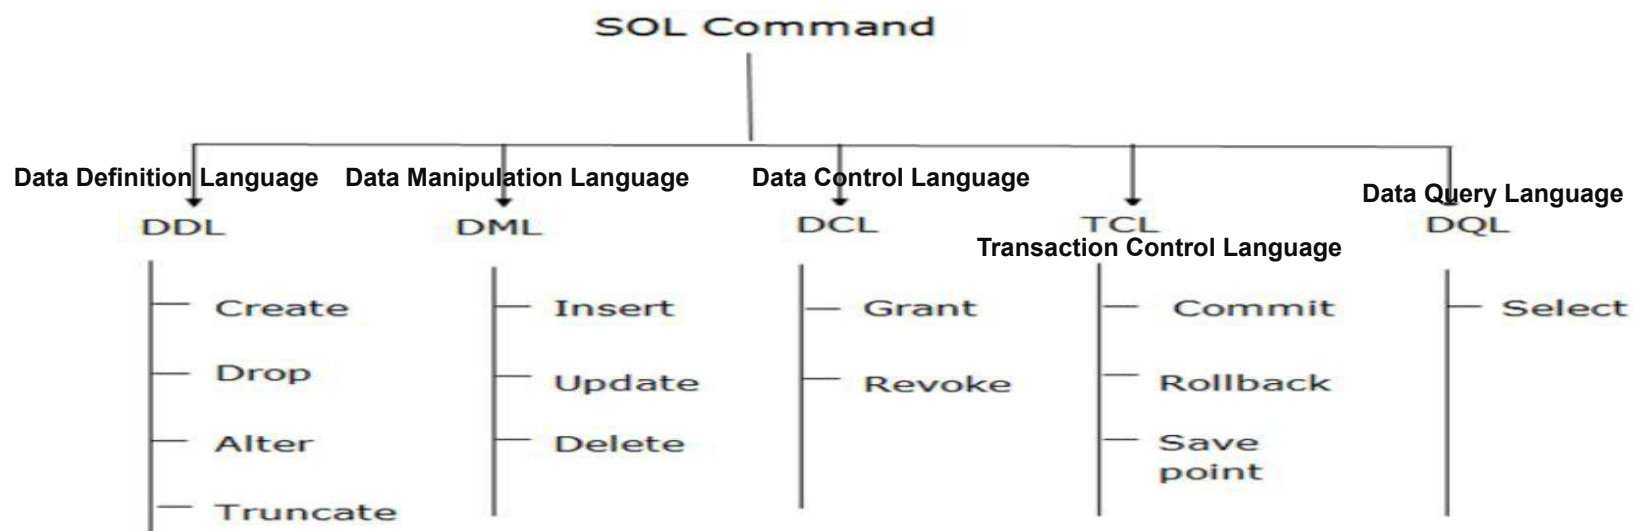 SOL Command
Data Definition Language
Data Manipulation Language
Data Control Language
Data Query Language
DDL
DML
DCL
TCL
DQL
Transaction Control Language
Create
Insert
Grant
Commit
Select
Drop
Update
Revoke
Rollback
Alter
Delete
Save
point
Truncate